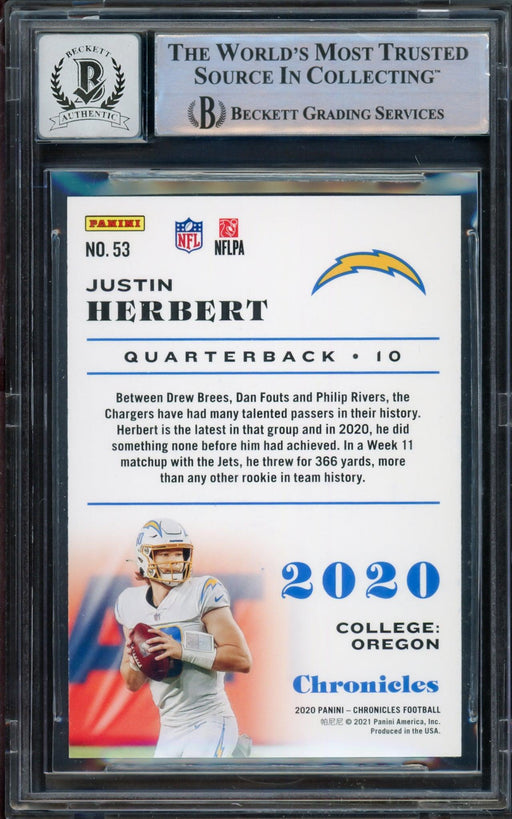 BECKETT
B
AUTHENTIC
THE WORLD'S MOST TRUSTED
SOURCE IN COLLECTING™
B BECKETT GRADING SERVICES
PANINI
NO. 53
NFL
NFLPA
JUSTIN
HERBERT
QUARTERBACK • 10
Between Drew Brees, Dan Fouts and Philip Rivers, the
Chargers have had many talented passers in their history.
Herbert is the latest in that group and in 2020, he did
something none before him had achieved. In a Week 11
matchup with the Jets, he threw for 366 yards, more
than any other rookie in team history.
2020
COLLEGE:
OREGON
Chronicles
2020 PANINI – CHRONICLES FOOTBALL
帕尼尼 © 2021 Panini America, Inc.
Produced in the USA.